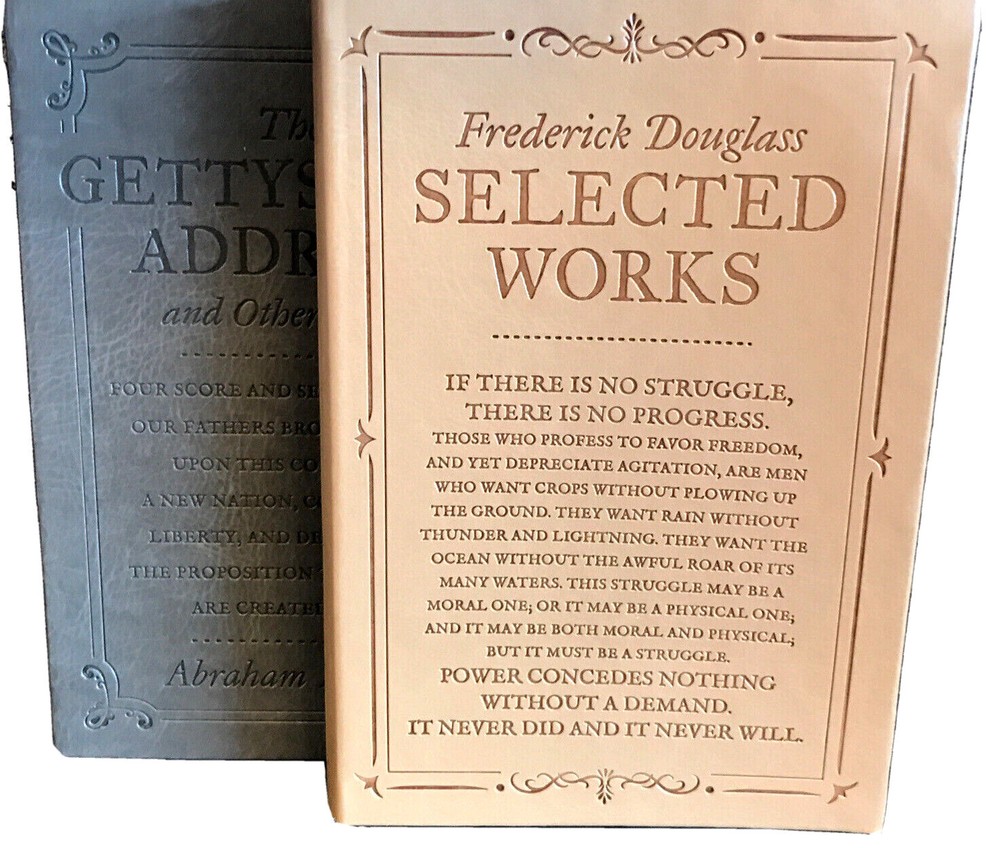 The
GETTYS
ADDR
and Other
FOUR SCORE AND SE
OUR FATHERS BRO
UPON THIS CO
A NEW NATION, CO
LIBERTY, AND DE
THE PROPOSITION
ARE CREATE
Abraham
Frederick Douglass
SELECTED
WORKS
IF THERE IS NO STRUGGLE,
THERE IS NO PROGRESS.
THOSE WHO PROFESS TO FAVOR FREEDOM,
AND YET DEPRECIATE AGITATION, ARE MEN
WHO WANT CROPS WITHOUT PLOWING UP
THE GROUND. THEY WANT RAIN WITHOUT
THUNDER AND LIGHTNING. THEY WANT THE
OCEAN WITHOUT THE AWFUL ROAR OF ITS
MANY WATERS. THIS STRUGGLE MAY BE A
MORAL ONE; OR IT MAY BE A PHYSICAL ONE;
AND IT MAY BE BOTH MORAL AND PHYSICAL;
BUT IT MUST BE A STRUGGLE.
POWER CONCEDES NOTHING
WITHOUT A DEMAND.
IT NEVER DID AND IT NEVER WILL.